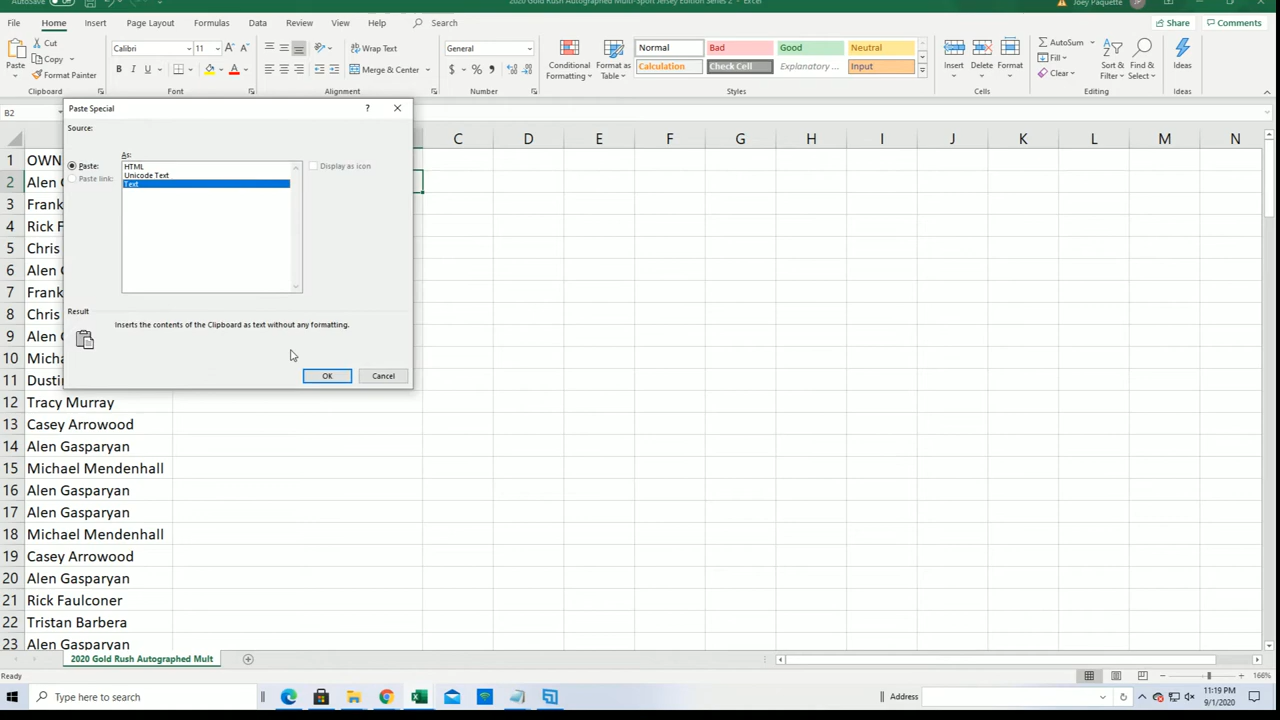 AutoSave
2020 Gold Rush Autographed Multi-Sport Jersey Edition Series 2 - Excel
Joey Paquette
JP
File Home Insert Page Layout Formulas Data Review View Help Search
Share Comments
Paste
Cut
Copy
Format Painter
Clipboard
Calibri 11
B I U
Font
Wrap Text
Merge & Center
Alignment
General
$ % ,
Number
Conditional
Formatting
Format as
Table
Normal Bad Good Neutral
Calculation Check Cell Explanatory ... Input
Styles
Insert Delete Format
Cells
AutoSum
Fill
Clear
Sort &
Filter
Find &
Select
Editing
Ideas
Ideas
B2
Paste Special ? ×
Source:
As:
Paste:
Paste link:
HTML
Unicode Text
Text
Display as icon
Result
Inserts the contents of the Clipboard as text without any formatting.
OK Cancel
C D E F G H I J K L M N
1 OWN
2 Alen G
3 Frank
4 Rick F
5 Chris
6 Alen G
7 Frank
8 Chris
9 Alen G
10 Micha
11 Dustin
12 Tracy Murray
13 Casey Arrowood
14 Alen Gasparyan
15 Michael Mendenhall
16 Alen Gasparyan
17 Alen Gasparyan
18 Michael Mendenhall
19 Casey Arrowood
20 Alen Gasparyan
21 Rick Faulconer
22 Tristan Barbera
23 Alen Gasparyan
2020 Gold Rush Autographed Mult
Ready
166%
Type here to search
Address
11:19 PM
9/1/2020